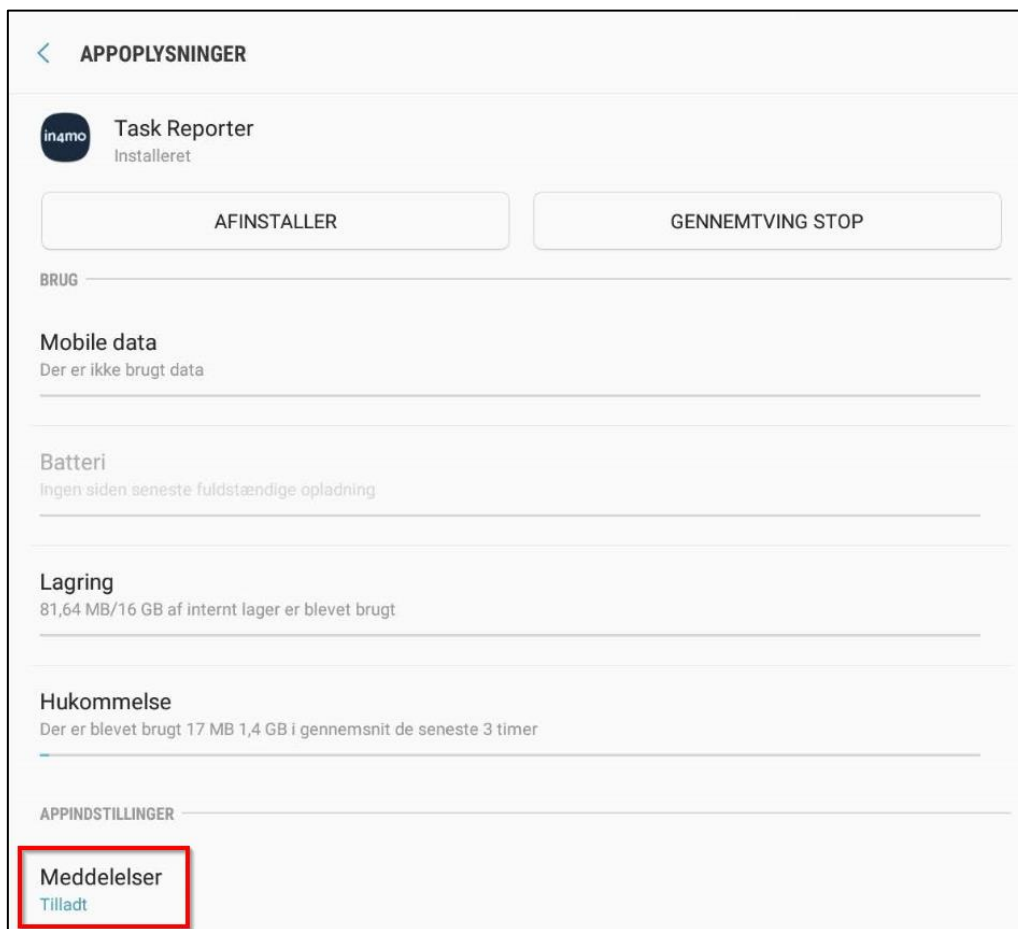 APPOPLYSNINGER
in4mo
Task Reporter
Installeret
AFINSTALLER
GENNEMTVING STOP
BRUG
Mobile data
Der er ikke brugt data
Batteri
Ingen siden seneste fuldstændige opladning
Lagring
81,64 MB/16 GB af internt lager er blevet brugt
Hukommelse
Der er blevet brugt 17 MB 1,4 GB i gennemsnit de seneste 3 timer
APPINDSTILLINGER
Meddelelser
Tilladt